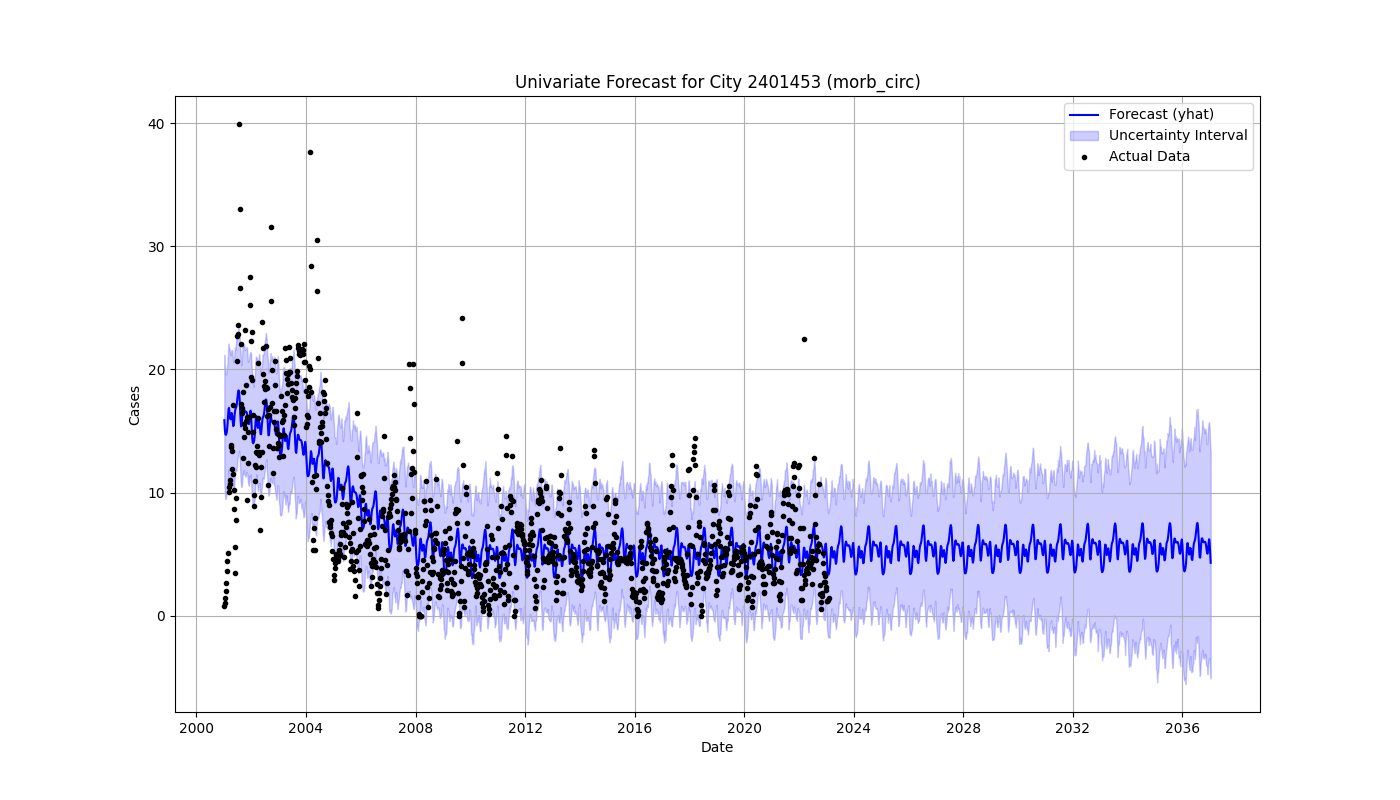 Univariate Forecast for City 2401453 (morb_circ)
Forecast (yhat)
Uncertainty Interval
Actual Data
Cases
40
30
20
10
0
2000 2004 2008 2012 2016 2020 2024 2028 2032 2036
Date